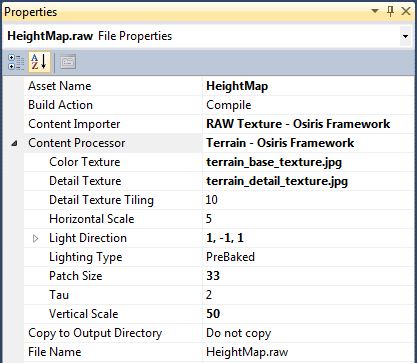 Properties
HeightMap.raw File Properties
Asset Name HeightMap
Build Action Compile
Content Importer RAW Texture - Osiris Framework
Content Processor Terrain - Osiris Framework
Color Texture terrain_base_texture.jpg
Detail Texture terrain_detail_texture.jpg
Detail Texture Tiling 10
Horizontal Scale 5
Light Direction 1, -1, 1
Lighting Type PreBaked
Patch Size 33
Tau 2
Vertical Scale 50
Copy to Output Directory Do not copy
File Name HeightMap.raw